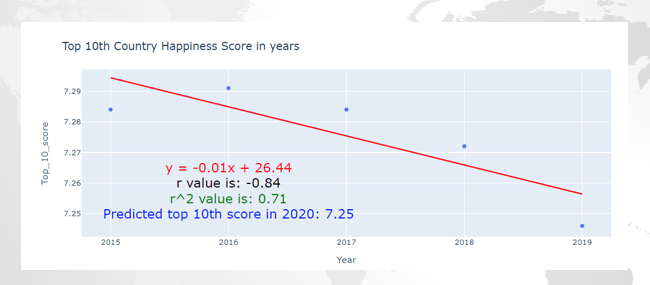 Top 10th Country Happiness Score in years
Top_10_score
7.29
7.28
7.27
7.26
7.25
y = -0.01x + 26.44
r value is: -0.84
r^2 value is: 0.71
Predicted top 10th score in 2020: 7.25
2015 2016 2017 2018 2019
Year